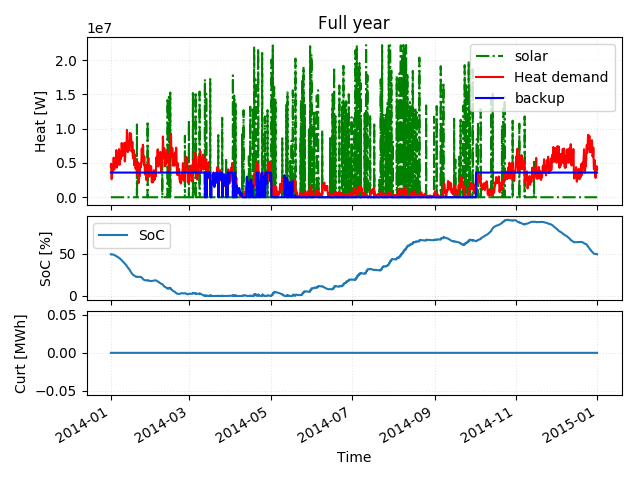 Full year
1e7
2.0
1.5
1.0
0.5
0.0
Heat [W]
solar
Heat demand
backup
50
0
SoC [%]
SoC
0.05
0.00
−0.05
Curt [MWh]
2014-01
2014-03
2014-05
2014-07
2014-09
2014-11
2015-01
Time